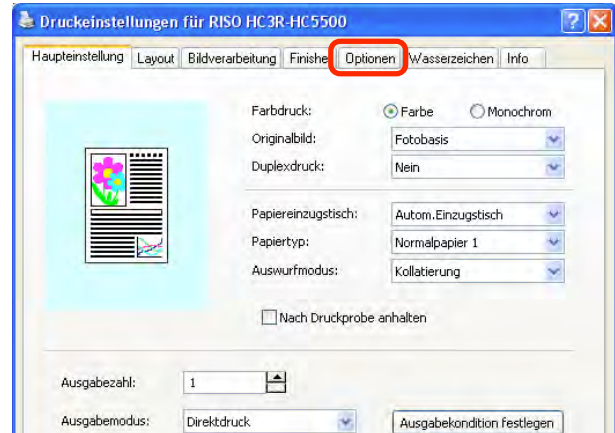 Druckeinstellungen für RISO HC3R-HC5500
Haupteinstellung Layout Bildverarbeitung Finishe Optionen Wasserzeichen Info
Farbdruck: Farbe Monochrom
Originalbild: Fotobasis
Duplexdruck: Nein
Papiereinzugstisch: Autom.Einzugstisch
Papiertyp: Normalpapier 1
Auswurfmodus: Kollatierung
Nach Druckprobe anhalten
Ausgabezahl: 1
Ausgabemodus: Direktdruck Ausgabekondition festlegen